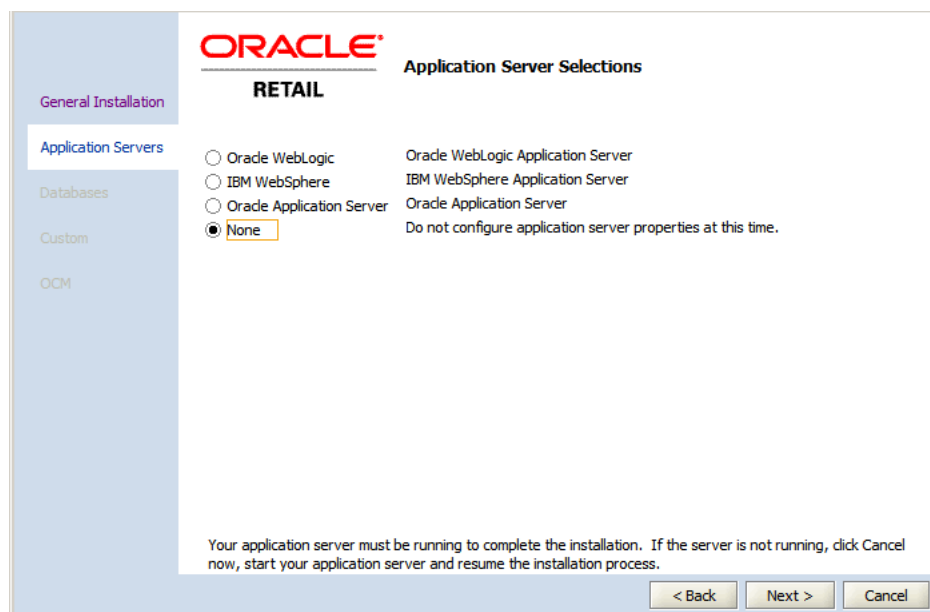 ORACLE
RETAIL
Application Server Selections
General Installation
Application Servers
Databases
Custom
OCM
Oracle WebLogic Oracle WebLogic Application Server
IBM WebSphere IBM WebSphere Application Server
Oracle Application Server Oracle Application Server
None Do not configure application server properties at this time.
Your application server must be running to complete the installation. If the server is not running, click Cancel
now, start your application server and resume the installation process.
< Back Next > Cancel